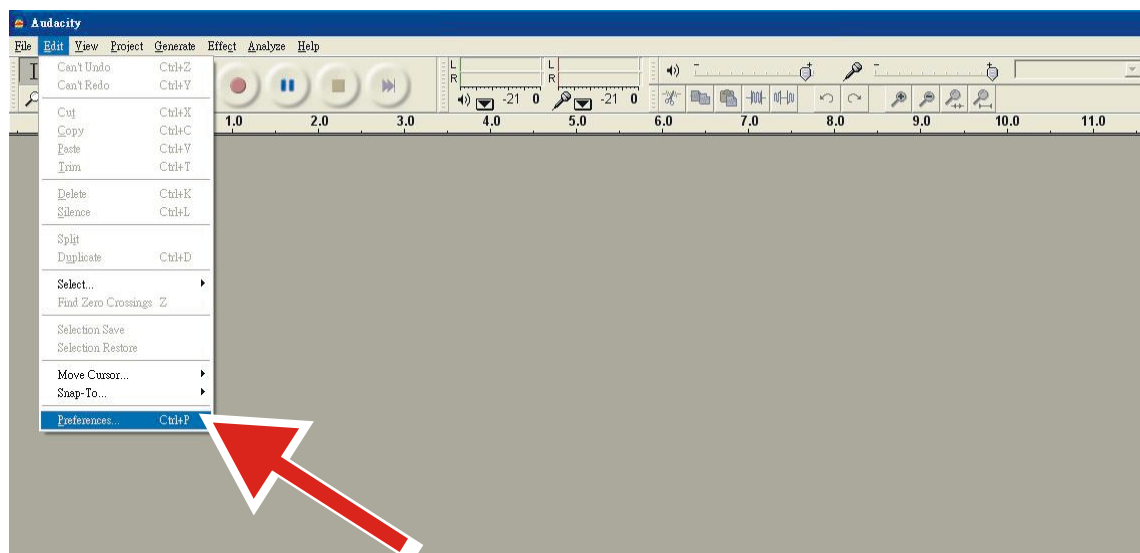 Audacity
File Edit View Project Generate Effect Analyze Help
Can't Undo Ctrl+Z
Can't Redo Ctrl+Y
Cut Ctrl+X
Copy Ctrl+C
Paste Ctrl+V
Trim Ctrl+T
Delete Ctrl+K
Silence Ctrl+L
Split
Duplicate Ctrl+D
Select...
Find Zero Crossings Z
Selection Save
Selection Restore
Move Cursor...
Snap-To...
Preferences... Ctrl+P
L L
R R
-21 0 -21 0
1.0 2.0 3.0 4.0 5.0 6.0 7.0 8.0 9.0 10.0 11.0